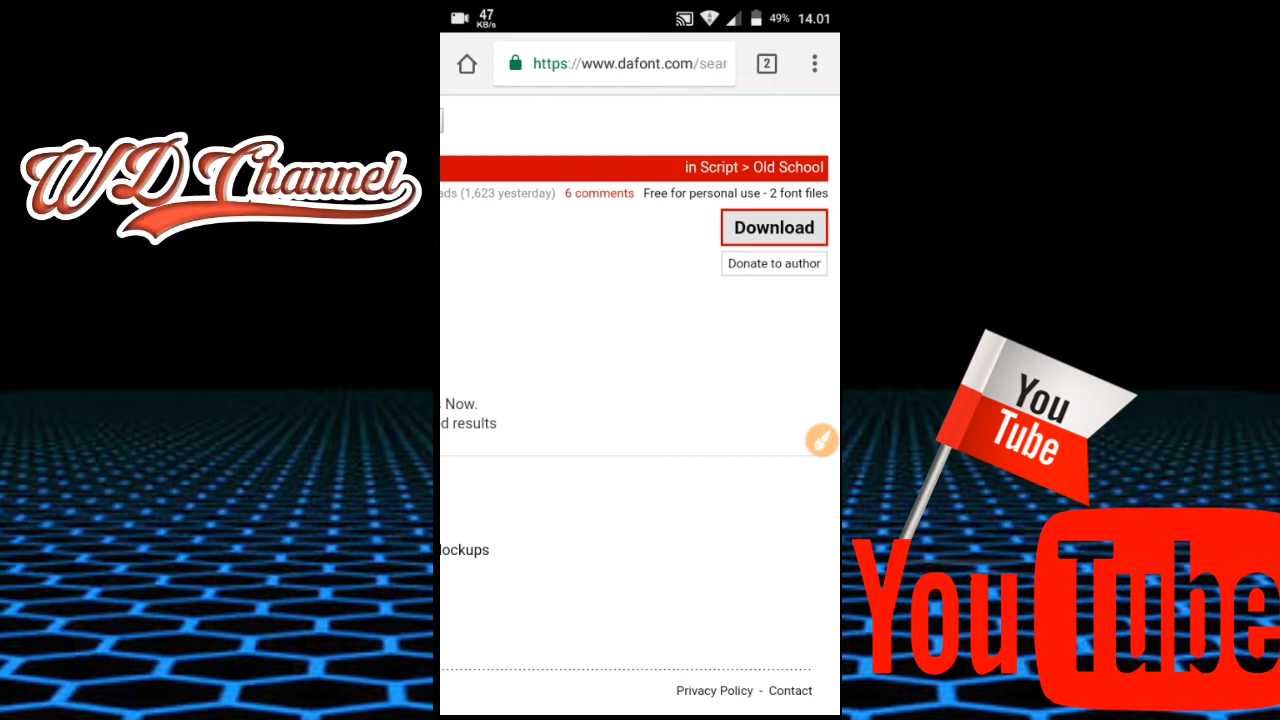 WD Channel
47
KB/s
49% 14.01
https://www.dafont.com/sear
2
in Script > Old School
ads (1,623 yesterday) 6 comments Free for personal use - 2 font files
Download
Donate to author
Now.
d results
ockups
Privacy Policy - Contact
You
Tube
YouTube